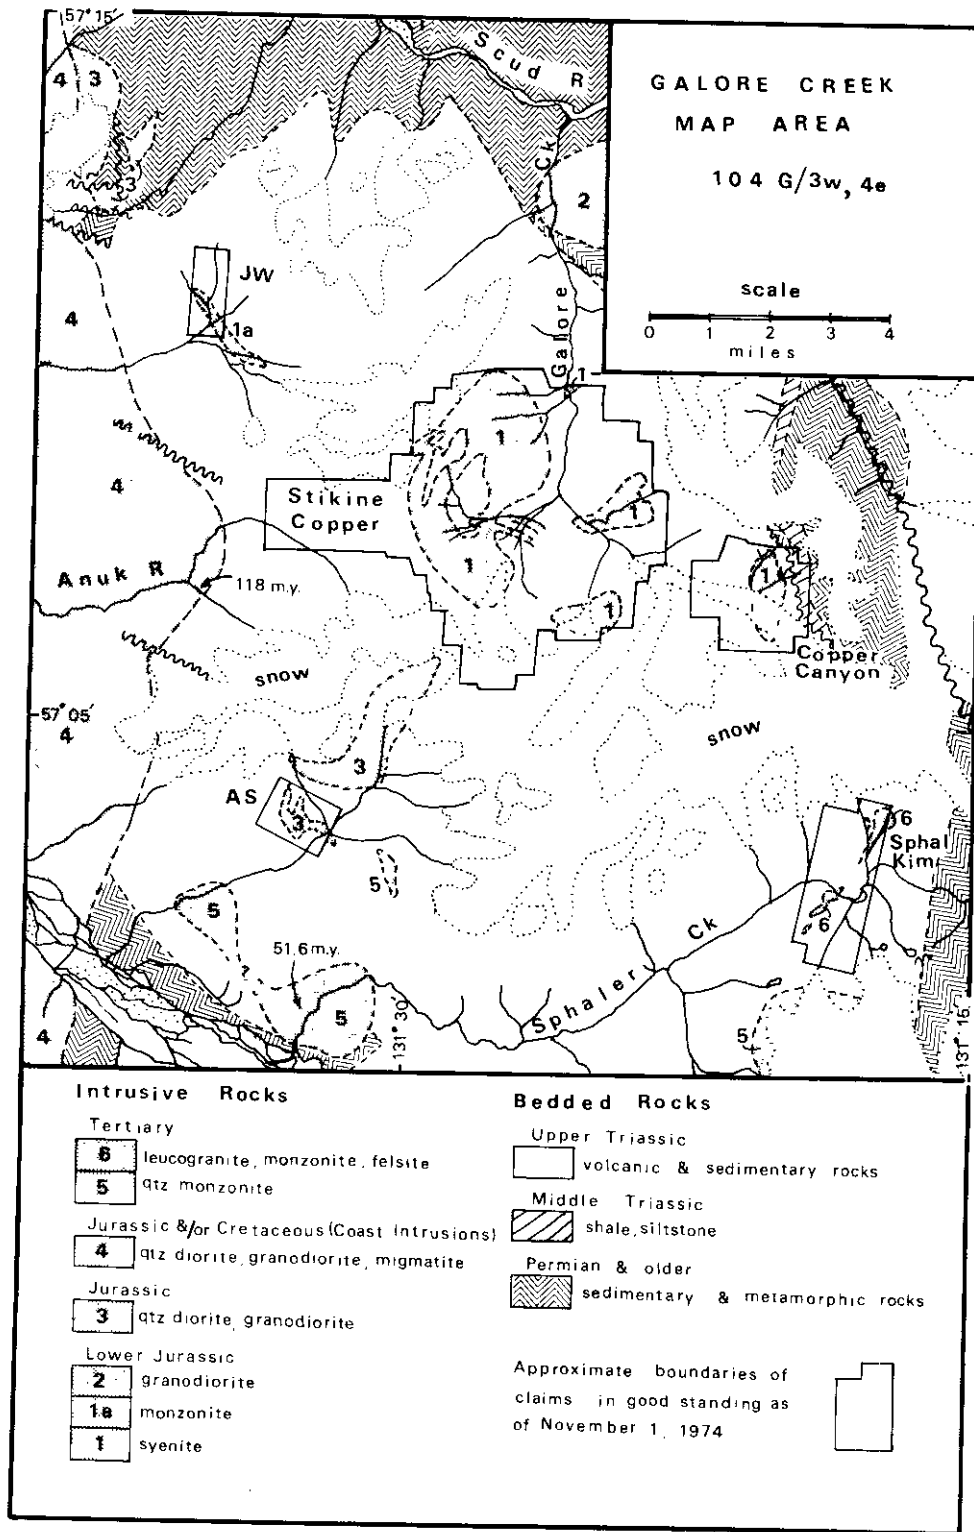 57° 15'
GALORE CREEK
MAP AREA
104 G/3w, 4e
scale
0 1 2 3 4
miles
Scud R
4
3
3
Ck
2
JW
4
1a
Galore
1
1
Stikine
Copper
4
1
1
Anuk R
118 m.y.
1
1
Copper
Canyon
snow
57° 05'
4
snow
3
AS
3
6
Sphal
Kim
5
5
6
Ck
51.6 m.y.
Sphaler
5
4
131° 30'
5
131° 15'
Intrusive Rocks
Tertiary
6 leucogranite, monzonite, felsite
5 qtz monzonite
Jurassic &/or Cretaceous (Coast Intrusions)
4 qtz diorite, granodiorite, migmatite
Jurassic
3 qtz diorite, granodiorite
Lower Jurassic
2 granodiorite
1a monzonite
1 syenite
Bedded Rocks
Upper Triassic
volcanic & sedimentary rocks
Middle Triassic
shale, siltstone
Permian & older
sedimentary & metamorphic rocks
Approximate boundaries of
claims in good standing as
of November 1, 1974